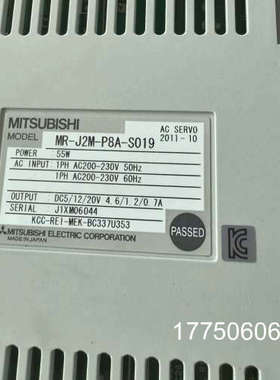 MITSUBISHI
AC SERVO
MODEL MR-J2M-P8A-S019 2011-10
POWER 55W
AC INPUT: 1PH AC200-230V 50Hz
1PH AC200-230V 60Hz
OUTPUT DC5/12/20V 4.6/1.2/0.7A
SERIAL J1XM06044
KCC-REI-MEK-BC337U353
PASSED
MITSUBISHI ELECTRIC CORPORATION
MADE IN JAPAN
17750606